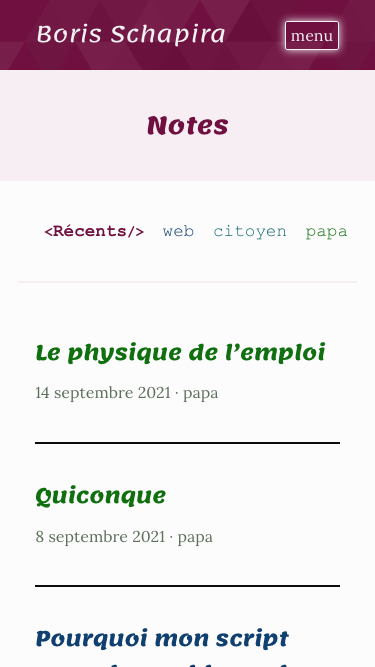 Boris Schapira
menu
Notes
<Récents/> web citoyen papa
Le physique de l’emploi
14 septembre 2021 · papa
Quiconque
8 septembre 2021 · papa
Pourquoi mon script